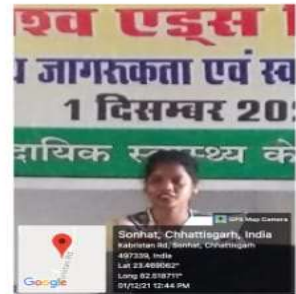 श्व एड्स
जागरूकता एवं स्व
1 दिसम्बर 202
दायिक स्वास्थ्य के
GPS Map Camera
Sonhat, Chhattisgarh, India
Kabristan Rd, Sonhat, Chhattisgarh
497339, India
Lat 23.469062°
Long 82.518711°
01/12/21 12:44 PM
Google